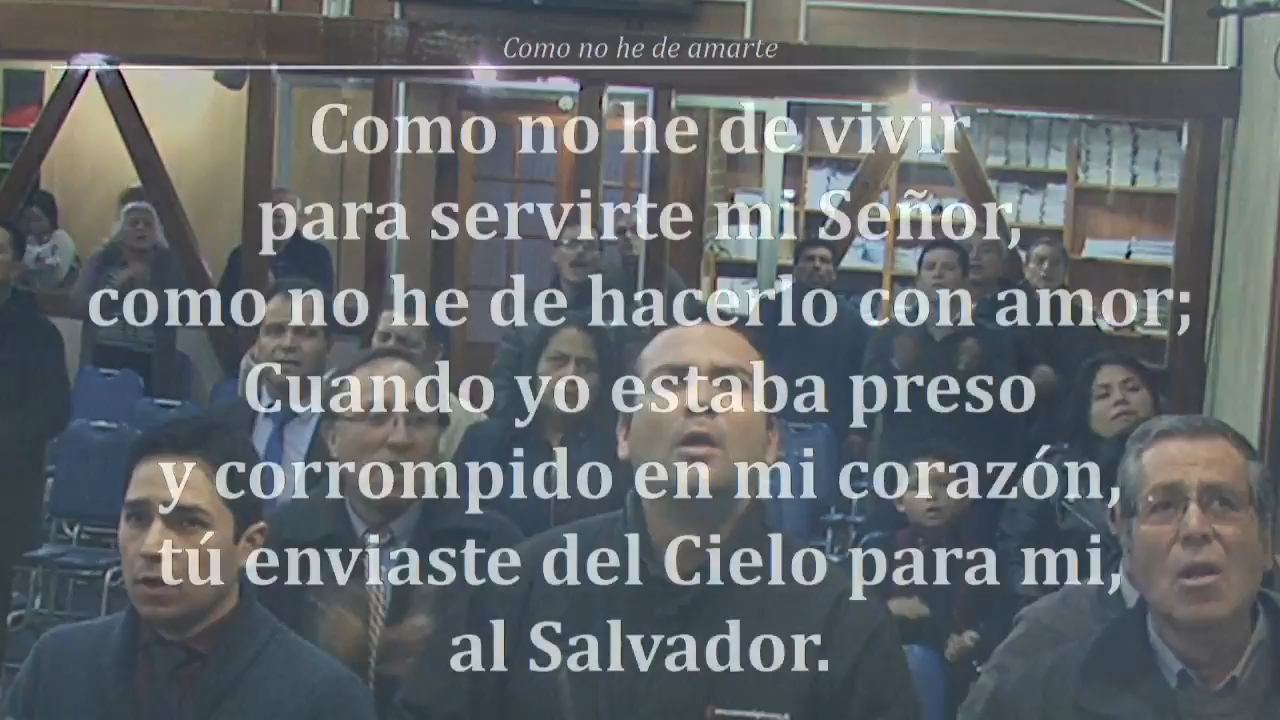 Como no he de amarte
Como no he de vivir
para servirte mi Señor,
como no he de hacerlo con amor;
Cuando yo estaba preso
y corrompido en mi corazón,
tú enviaste del Cielo para mi,
al Salvador.